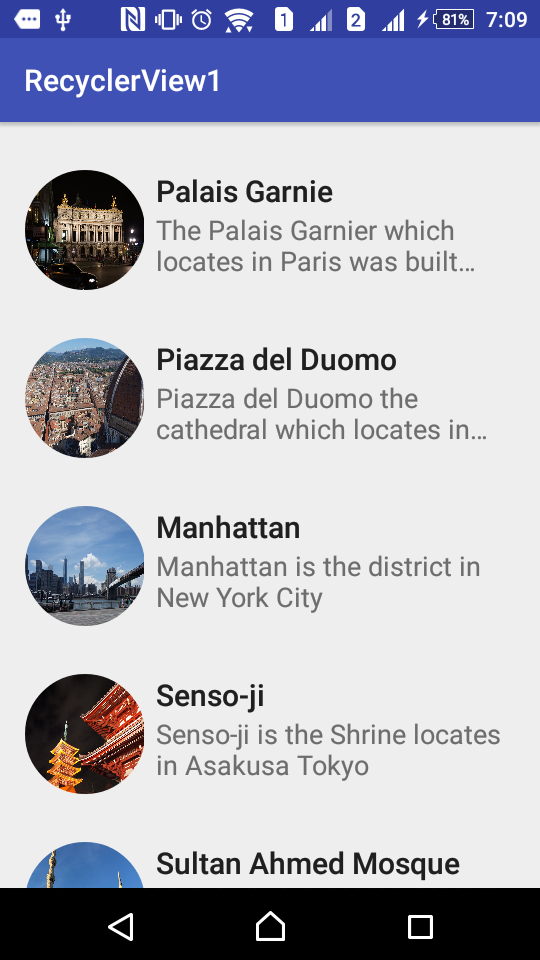 1 2 81% 7:09
RecyclerView1
Palais Garnie
The Palais Garnier which
locates in Paris was built…
Piazza del Duomo
Piazza del Duomo the
cathedral which locates in…
Manhattan
Manhattan is the district in
New York City
Senso-ji
Senso-ji is the Shrine locates
in Asakusa Tokyo
Sultan Ahmed Mosque